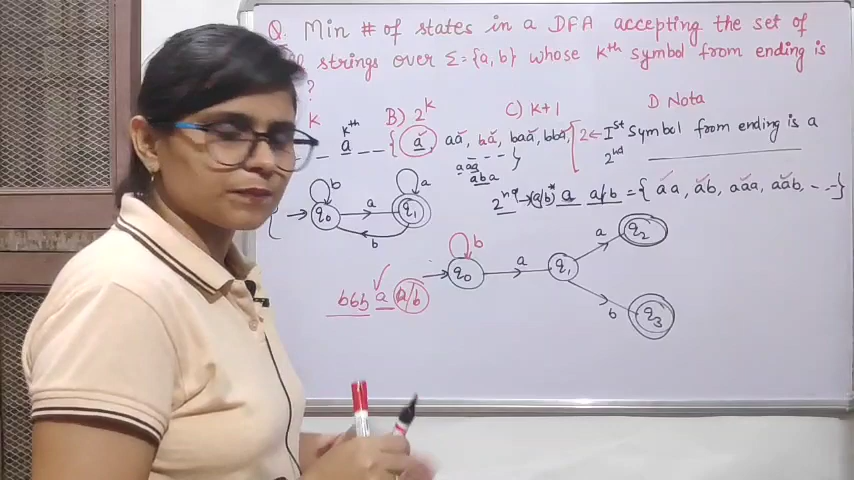 Q: Min # of states in a DFA accepting the set of
strings over Σ={a,b} whose kth symbol from ending is
?
k B) 2^k C) k+1 D Nota
kth
_ a _ _ { a, aa, ba, baa, bba, 2 ← Ist symbol from ending is a
aaa - - - }
aba
2nd
2nd → (a/b)* a a/b = { aa, ab, aaa, aab, - - - }
b a
q0 a q1
b
b
q0 a q1
a q2
b q3
bbb a a/b